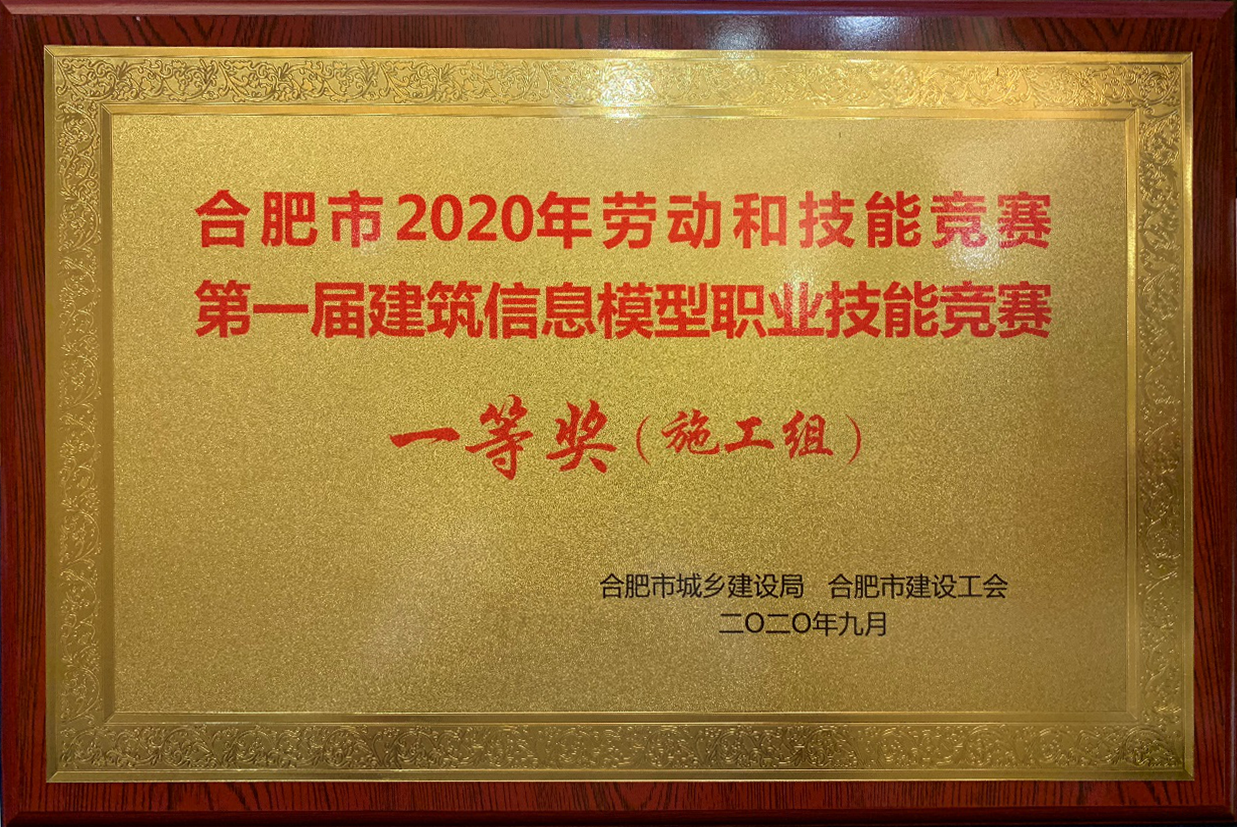 合肥市2020年劳动和技能竞赛
第一届建筑信息模型职业技能竞赛
一等奖（施工组）
合肥市城乡建设局 合肥市建设工会
二〇二〇年九月